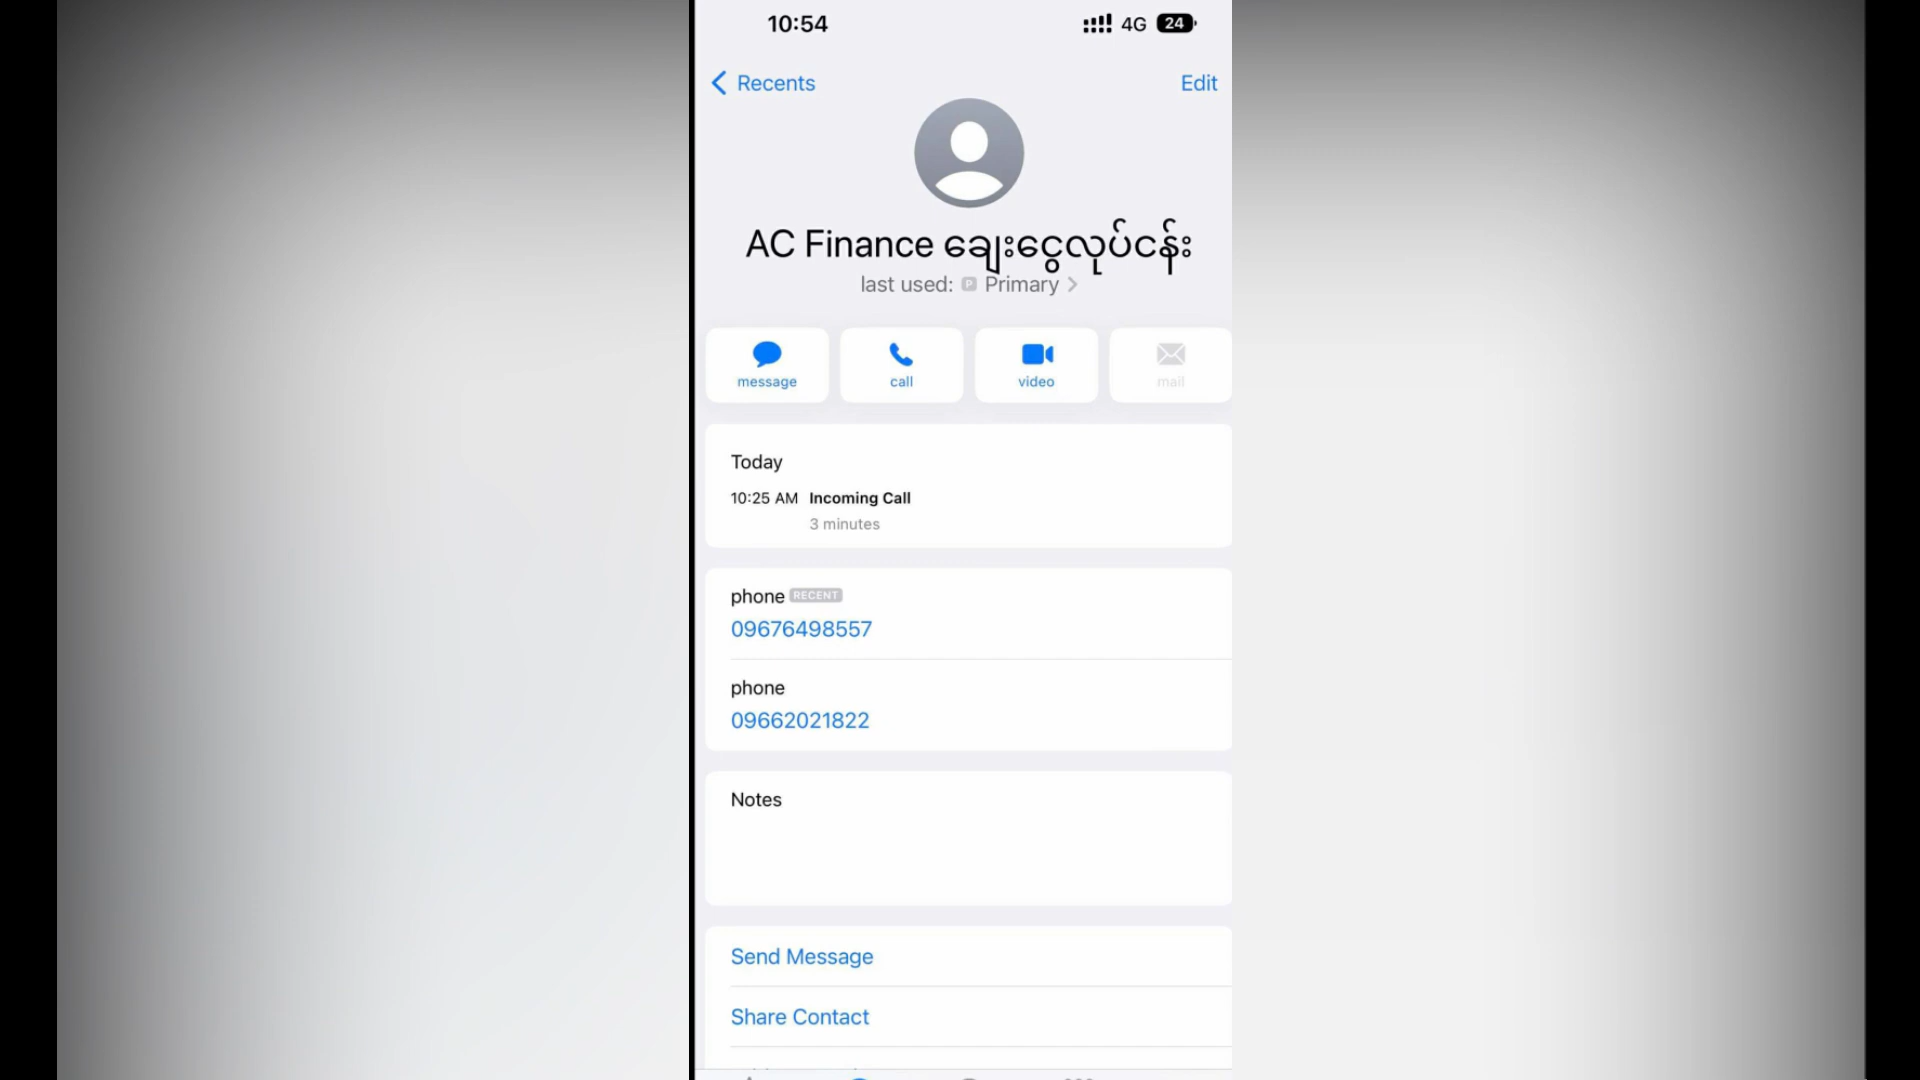 10:54 4G 24
Recents Edit
AC Finance ချေးငွေလုပ်ငန်း
last used: P Primary
message call video mail
Today
10:25 AM Incoming Call
3 minutes
phone RECENT
09676498557
phone
09662021822
Notes
Send Message
Share Contact